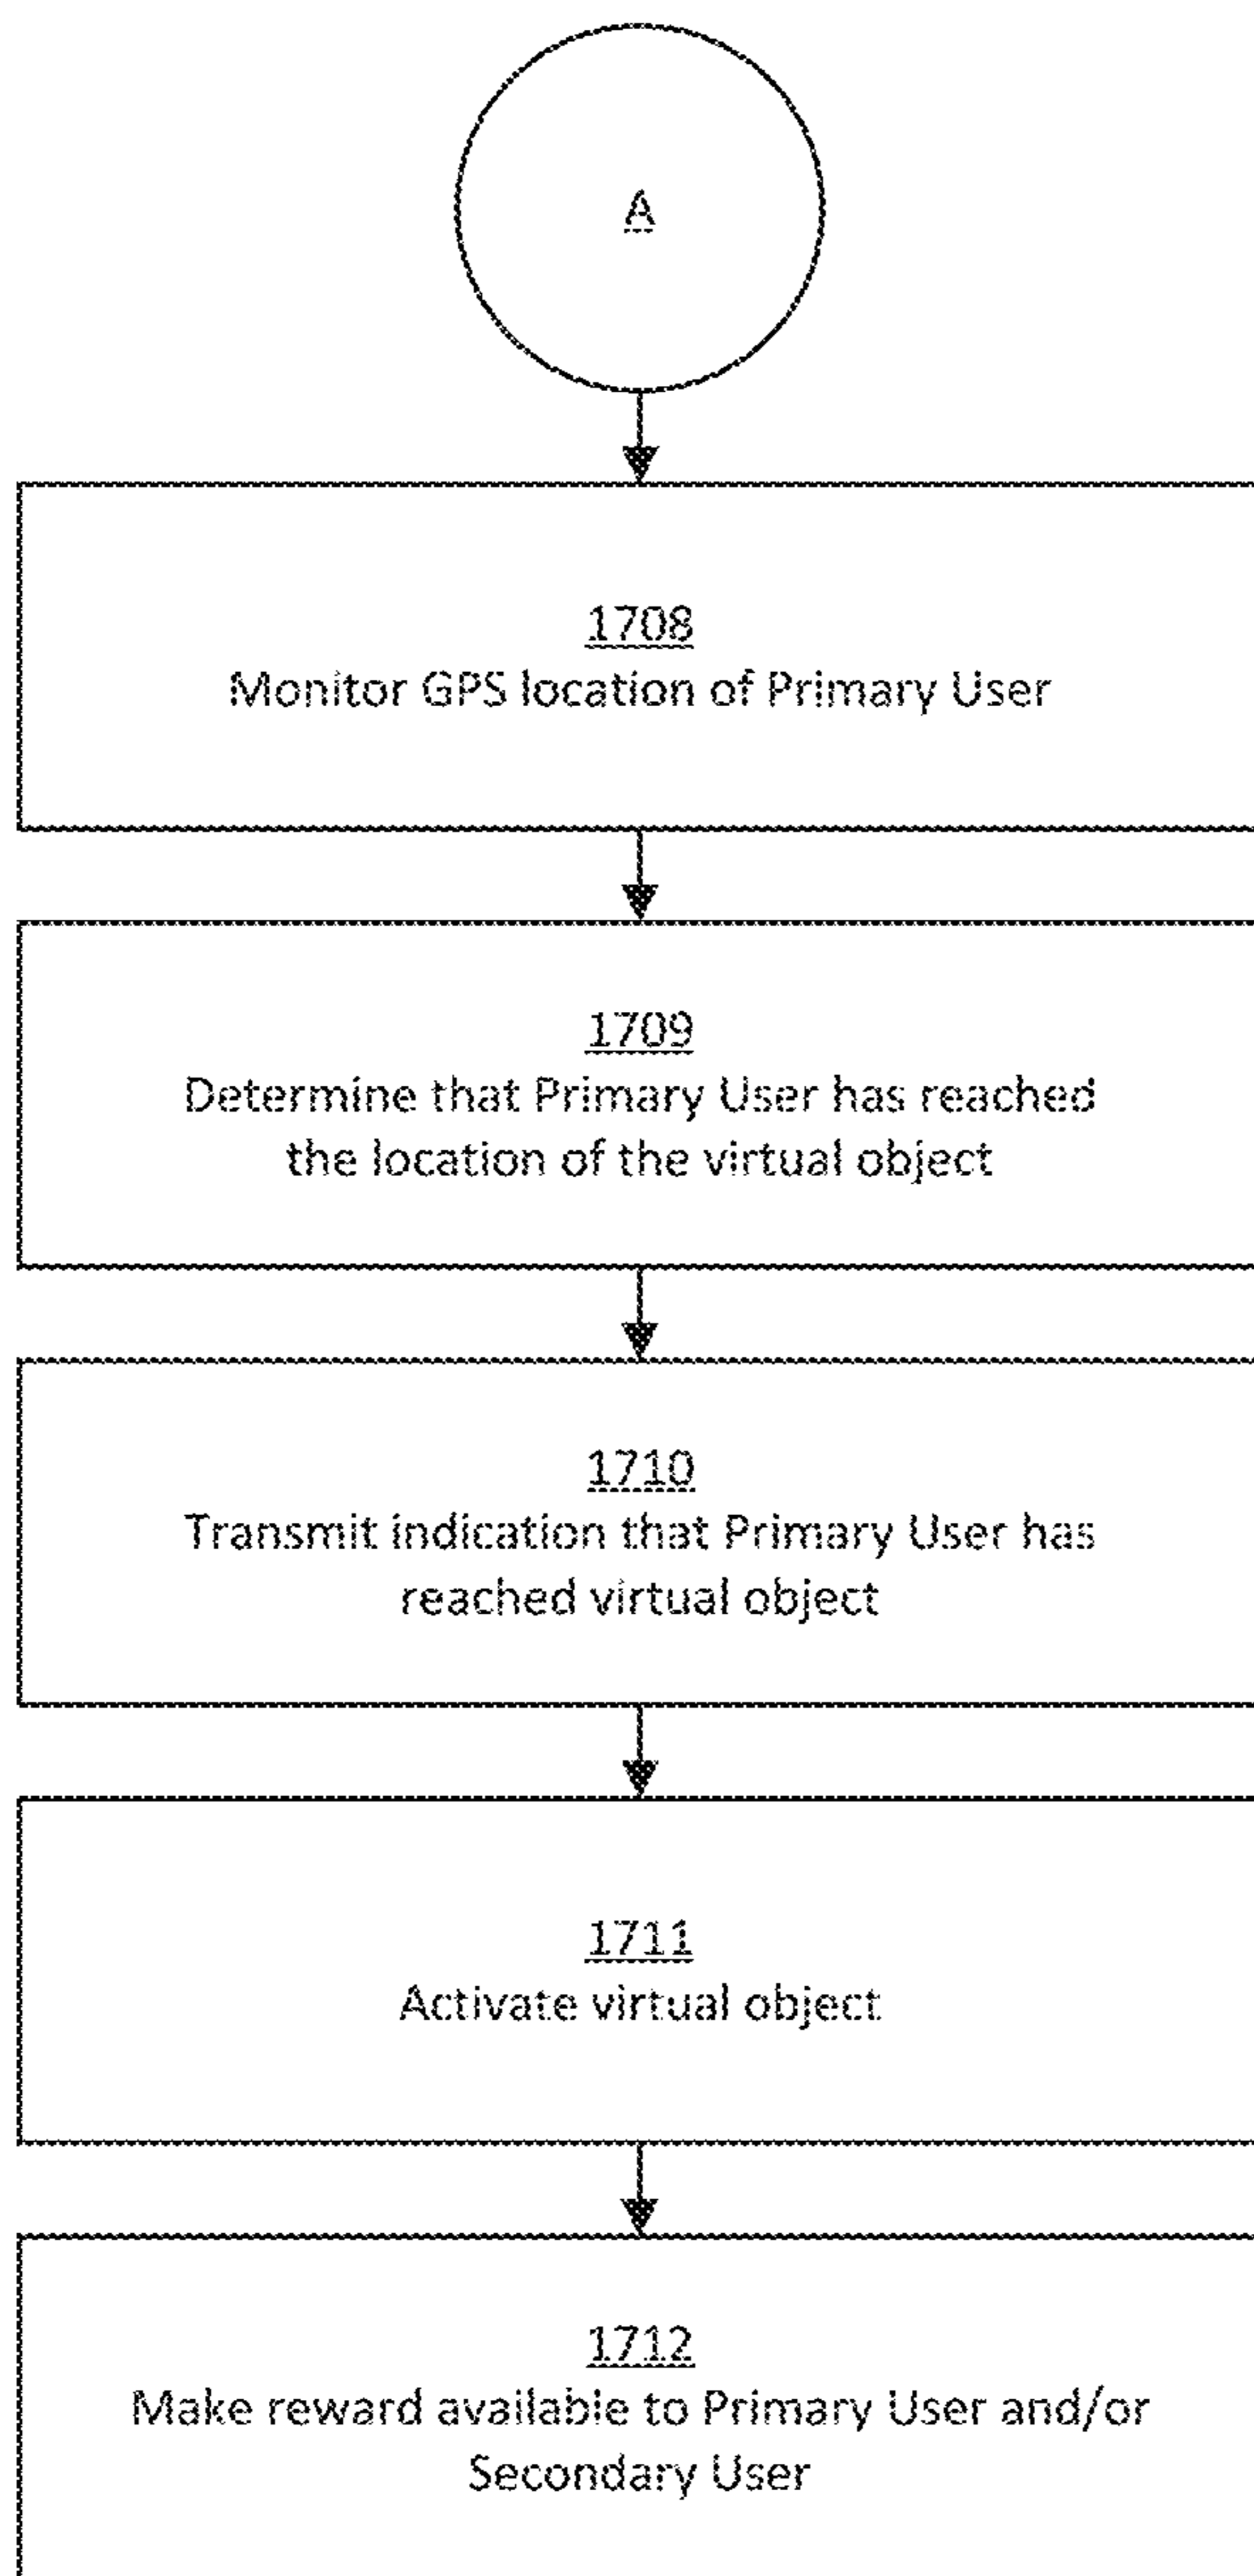 A
1708
Monitor GPS location of Primary User
1709
Determine that Primary User has reached
the location of the virtual object
1710
Transmit indication that Primary User has
reached virtual object
1711
Activate virtual object
1712
Make reward available to Primary User and/or
Secondary User